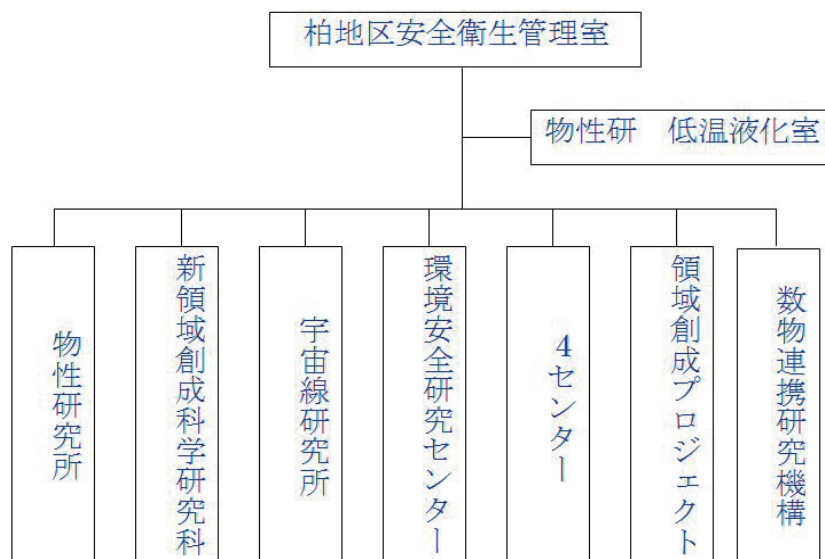 柏地区安全衛生管理室
物性研　低温液化室
物性研究所
新領域創成科学研究科
宇宙線研究所
環境安全研究センター
4センター
領域創成プロジェクト
数物連携研究機構